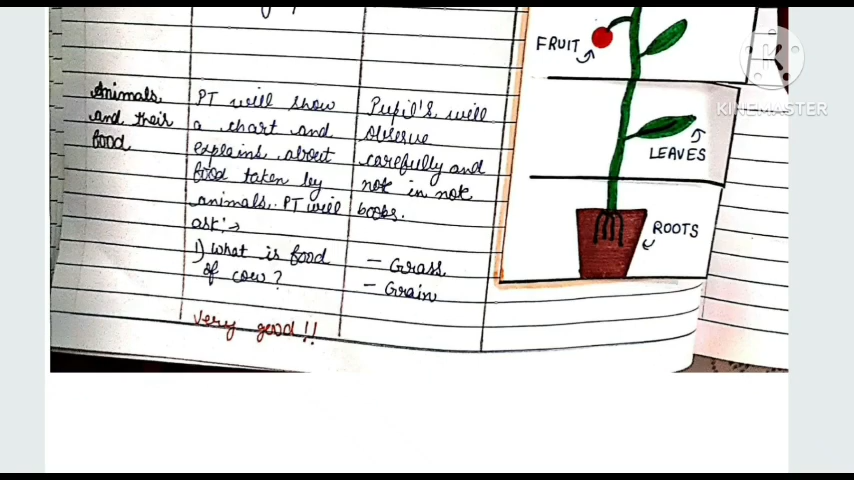 Animals
and their
food
PT will show
a chart and
explains about
food taken by
animals. PT will
ask:→
1) What is food
of cow?
Very good!!
Pupil's will
observe
carefully and
note in note
books.
- Grass
- Grain
FRUIT
LEAVES
ROOTS
KINEMASTER